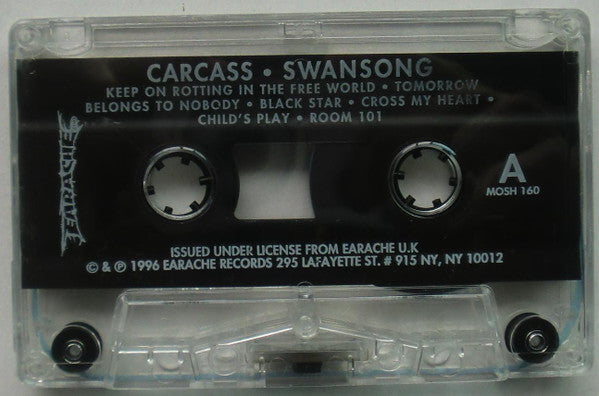 CARCASS • SWANSONG
KEEP ON ROTTING IN THE FREE WORLD • TOMORROW
BELONGS TO NOBODY • BLACK STAR • CROSS MY HEART •
CHILD'S PLAY • ROOM 101
EARACHE
A
MOSH 160
ISSUED UNDER LICENSE FROM EARACHE U.K
© & ℗ 1996 EARACHE RECORDS 295 LAFAYETTE ST. # 915 NY, NY 10012